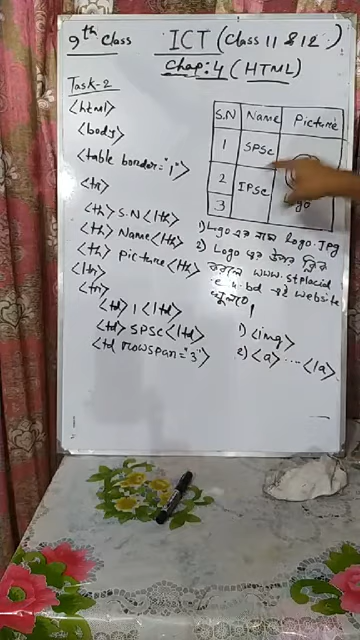 9th Class
ICT (Class 11 & 12)
Chap: 4 (HTML)
Task-2
<html>
<body>
<table border="1">
<tr>
<th> S.N <\th>
<th> Name <\th>
<th> Picture <\th>
<\tr>
<tr>
<td> 1 <\td>
<td> SPSC <\td>
<td rowspan="3">
S.N Name Picture
1 SPSC
2 IPSC
3
1) Logo এর নাম Logo.JPg
2) Logo এর উপর ক্লিক
করলে www.stplacid
.bd এই website
খুলবে।
1) <img>
2) <a> .... <\a>